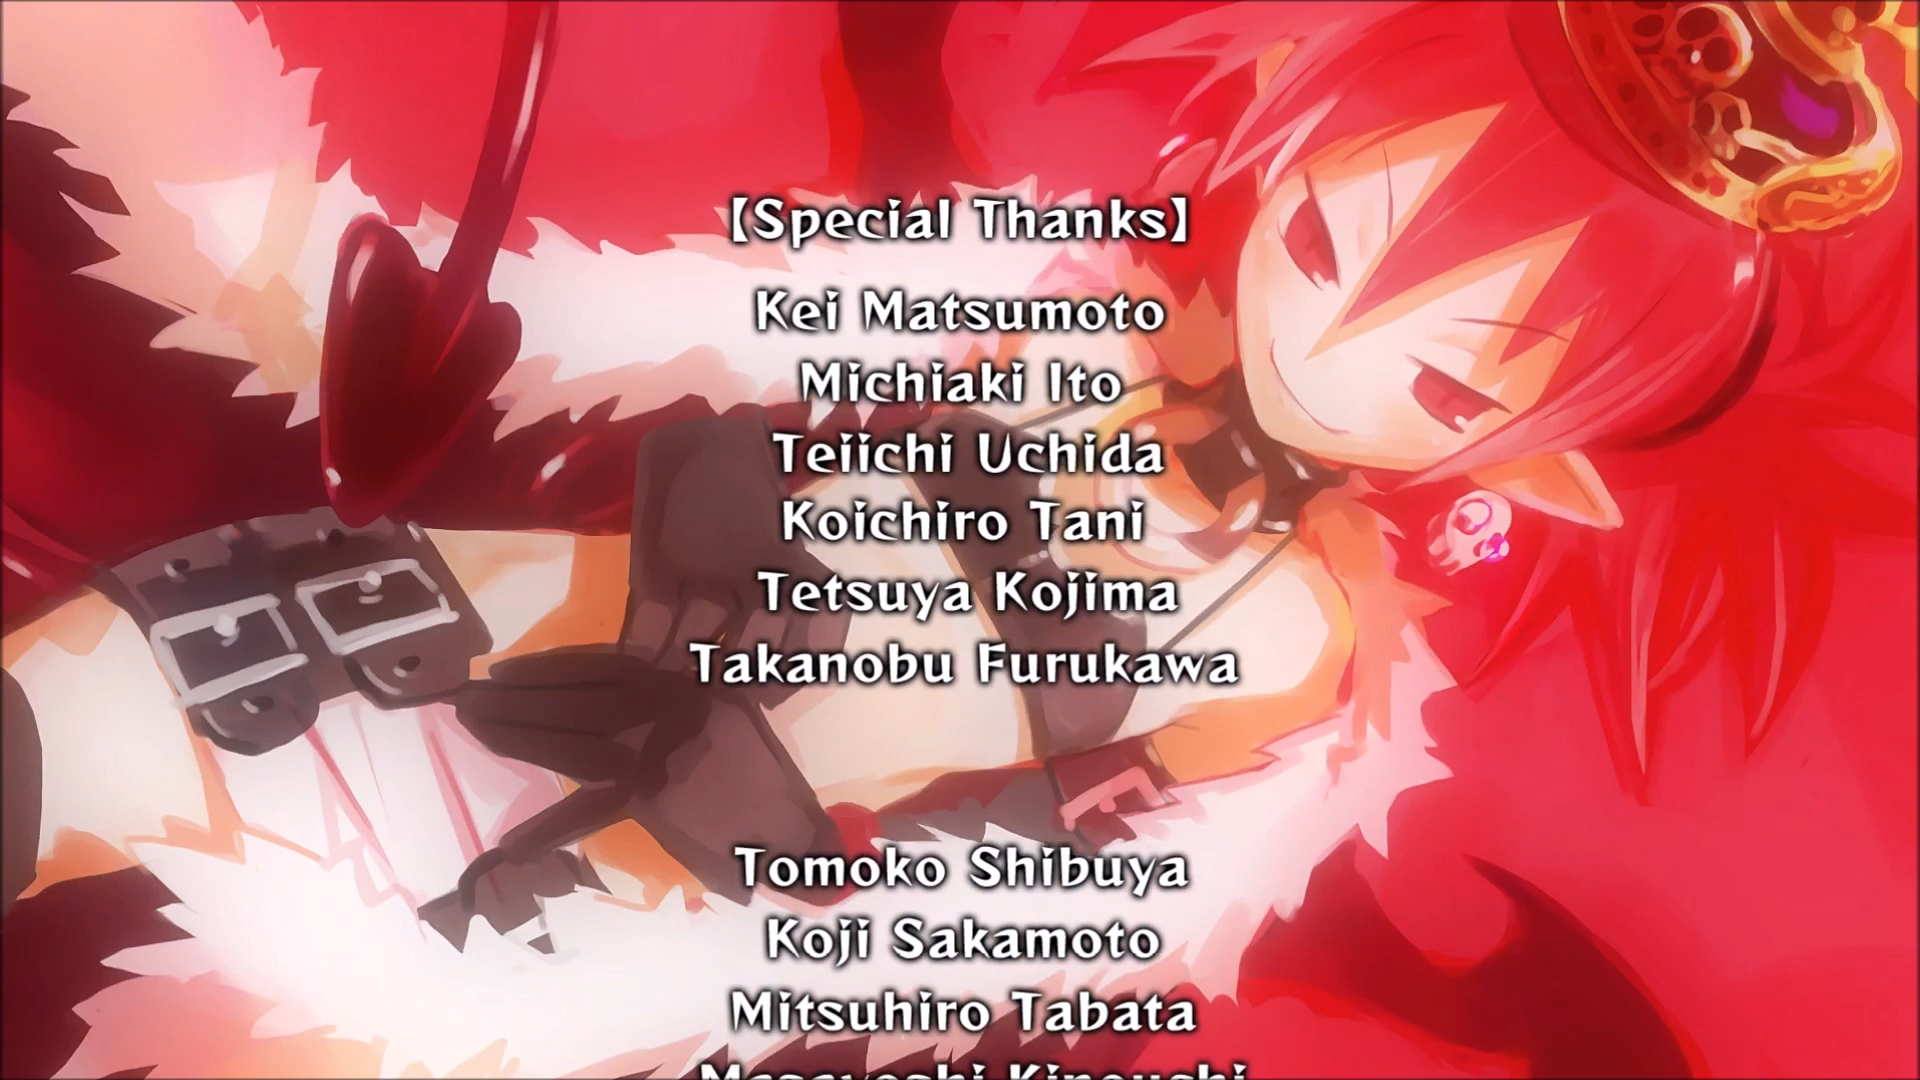 【Special Thanks】
Kei Matsumoto
Michiaki Ito
Teiichi Uchida
Koichiro Tani
Tetsuya Kojima
Takanobu Furukawa
Tomoko Shibuya
Koji Sakamoto
Mitsuhiro Tabata